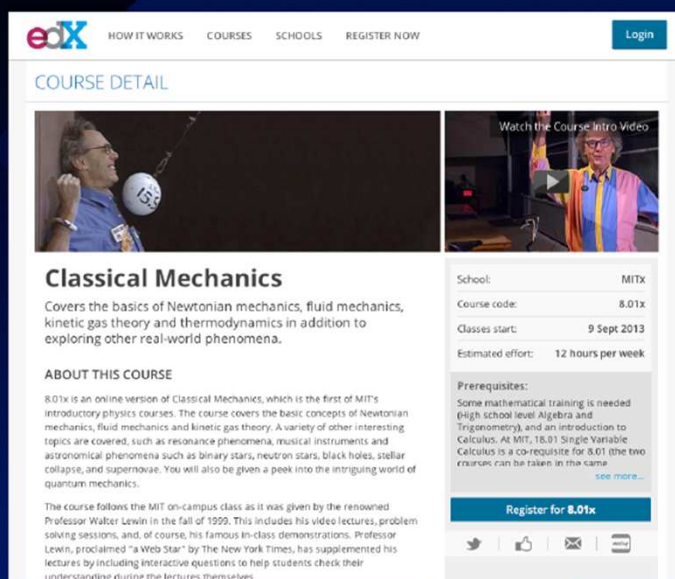 edX HOW IT WORKS COURSES SCHOOLS REGISTER NOW Login
COURSE DETAIL
15.5
Watch the Course Intro Video
Classical Mechanics
Covers the basics of Newtonian mechanics, fluid mechanics,
kinetic gas theory and thermodynamics in addition to
exploring other real-world phenomena.
ABOUT THIS COURSE
8.01x is an online version of Classical Mechanics, which is the first of MIT's
introductory physics courses. The course covers the basic concepts of Newtonian
mechanics, fluid mechanics and kinetic gas theory. A variety of other interesting
topics are covered, such as resonance phenomena, musical instruments and
astronomical phenomena such as binary stars, neutron stars, black holes, stellar
collapse, and supernovae. You will also be given a peek into the intriguing world of
quantum mechanics.
The course follows the MIT on-campus class as it was given by the renowned
Professor Walter Lewin in the fall of 1999. This includes his video lectures, problem
solving sessions, and, of course, his famous in-class demonstrations. Professor
Lewin, proclaimed "a Web Star" by The New York Times, has supplemented his
lectures by including interactive questions to help students check their
understanding during the lectures themselves
School: MITx
Course code: 8.01x
Classes start: 9 Sept 2013
Estimated effort: 12 hours per week
Prerequisites:
Some mathematical training is needed
(High school level Algebra and
Trigonometry), and an introduction to
Calculus. At MIT, 18.01 Single Variable
Calculus is a co-requisite for 8.01 (the two
courses can be taken in the same
see more...
Register for 8.01x